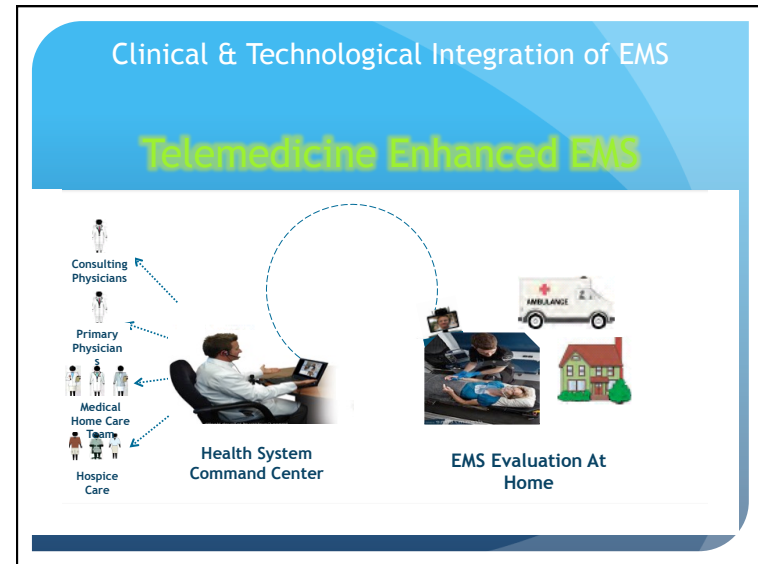 Clinical & Technological Integration of EMS
Telemedicine Enhanced EMS
Consulting
Physicians
Primary
Physician
s
Medical
Home Care
Team
Hospice
Care
Health System
Command Center
AMBULANCE
EMS Evaluation At
Home